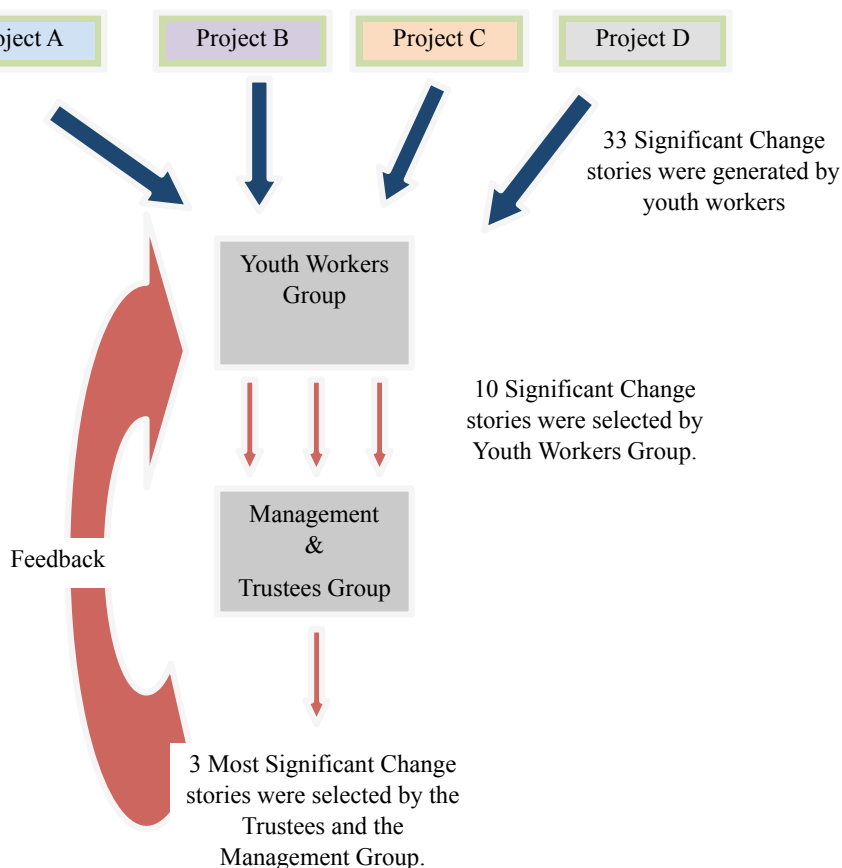 oject A
Project B
Project C
Project D
33 Significant Change
stories were generated by
youth workers
Youth Workers
Group
10 Significant Change
stories were selected by
Youth Workers Group.
Management
&
Trustees Group
Feedback
3 Most Significant Change
stories were selected by the
Trustees and the
Management Group.